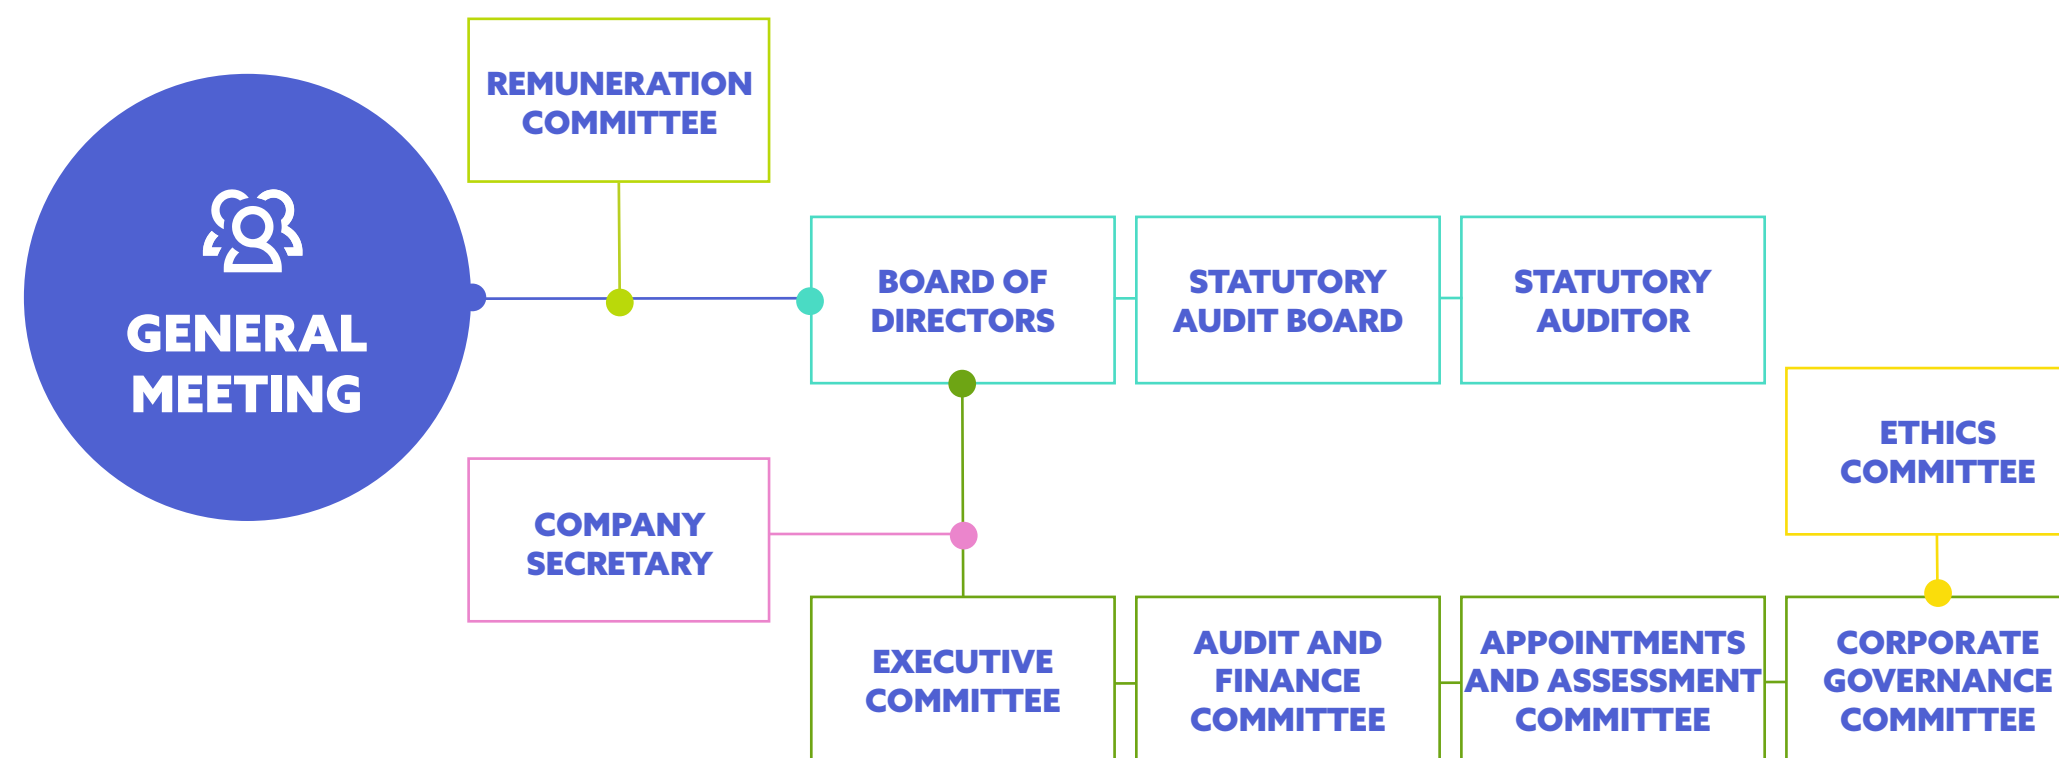 REMUNERATION
COMMITTEE
GENERAL
MEETING
BOARD OF
DIRECTORS
STATUTORY
AUDIT BOARD
STATUTORY
AUDITOR
ETHICS
COMMITTEE
COMPANY
SECRETARY
EXECUTIVE
COMMITTEE
AUDIT AND
FINANCE
COMMITTEE
APPOINTMENTS
AND ASSESSMENT
COMMITTEE
CORPORATE
GOVERNANCE
COMMITTEE